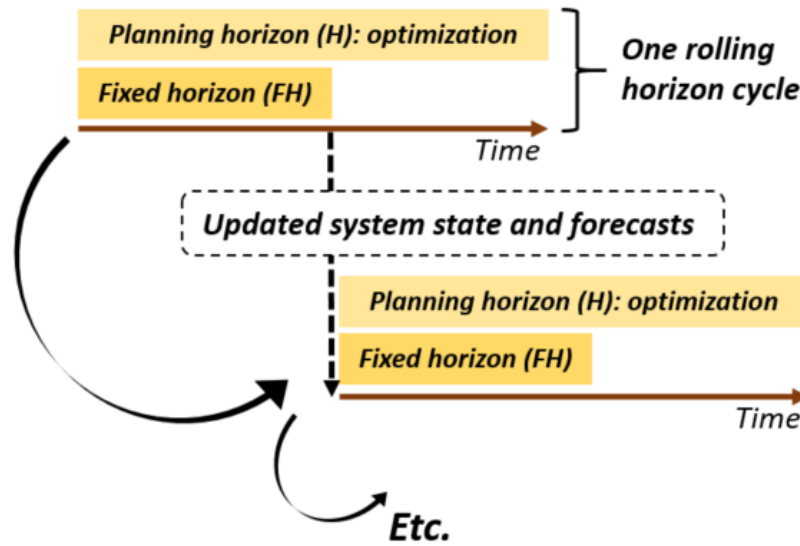 Planning horizon (H): optimization
One rolling
horizon cycle
Fixed horizon (FH)
Time
Updated system state and forecasts
Planning horizon (H): optimization
Fixed horizon (FH)
Time
Etc.